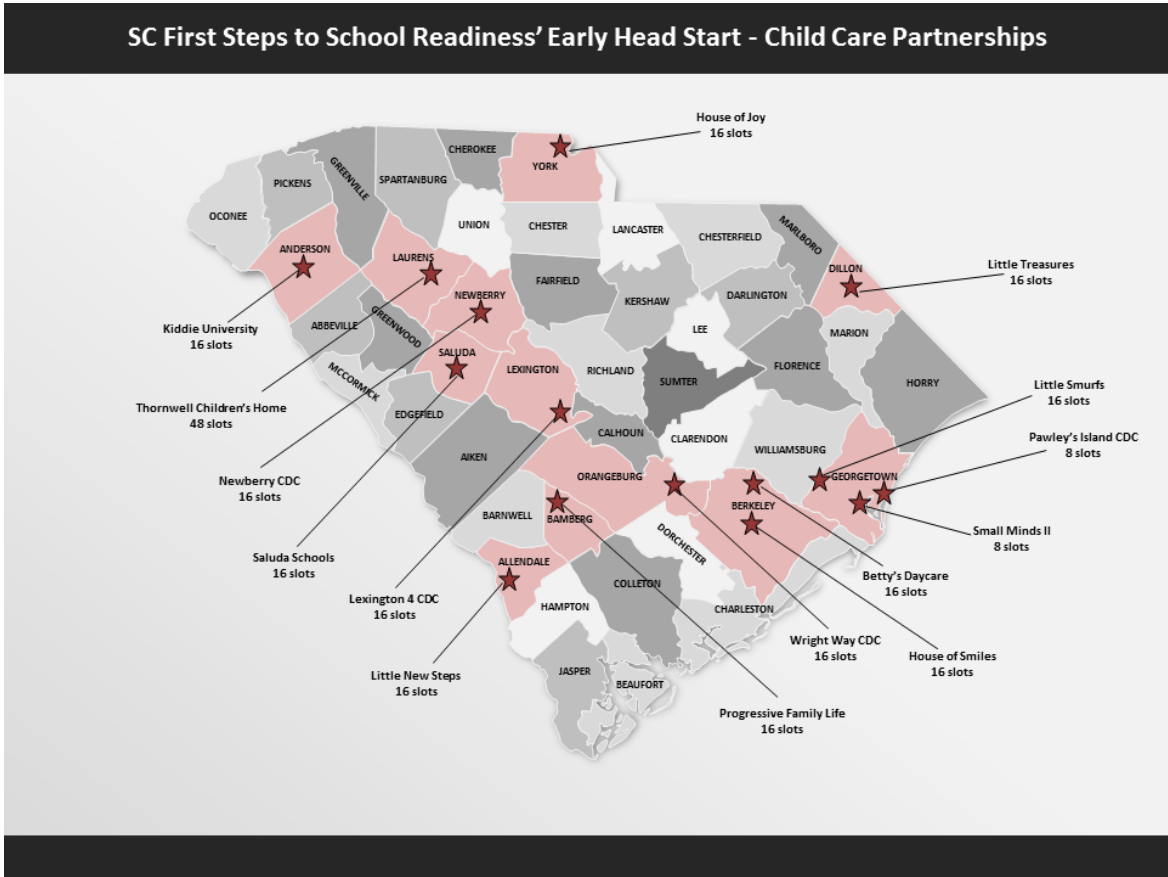 SC First Steps to School Readiness' Early Head Start - Child Care Partnerships
House of Joy
16 slots
CHEROKEE
YORK
GREENVILLE
SPARTANBURG
PICKENS
OCONEE
UNION
CHESTER
LANCASTER
CHESTERFIELD
MARLBORO
ANDERSON
LAURENS
DILLON
Little Treasures
16 slots
NEWBERRY
FAIRFIELD
KERSHAW
DARLINGTON
Kiddie University
16 slots
ABBEVILLE
GREENWOOD
LEE
MARION
SALUDA
LEXINGTON
RICHLAND
SUMTER
FLORENCE
HORRY
MCCORMICK
Little Smurfs
16 slots
Thornwell Children's Home
48 slots
EDGEFIELD
CALHOUN
CLARENDON
WILLIAMSBURG
Pawley's Island CDC
8 slots
AIKEN
Newberry CDC
16 slots
ORANGEBURG
GEORGETOWN
BARNWELL
BAMBERG
BERKELEY
Small Minds II
8 slots
DORCHESTER
Saluda Schools
16 slots
ALLENDALE
COLLETON
Betty's Daycare
16 slots
Lexington 4 CDC
16 slots
HAMPTON
CHARLESTON
Wright Way CDC
16 slots
House of Smiles
16 slots
Little New Steps
16 slots
JASPER
BEAUFORT
Progressive Family Life
16 slots